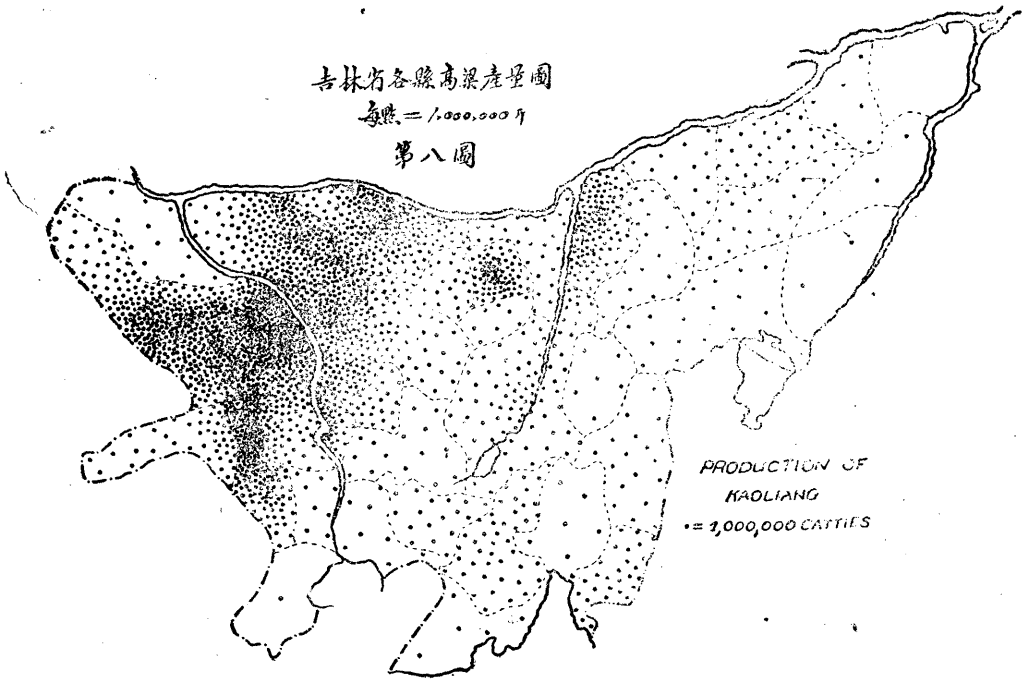 吉林省各縣高粱產量圖
每點=1,000,000斤
第八圖
PRODUCTION OF
KAOLIANG
•=1,000,000 CATTIES